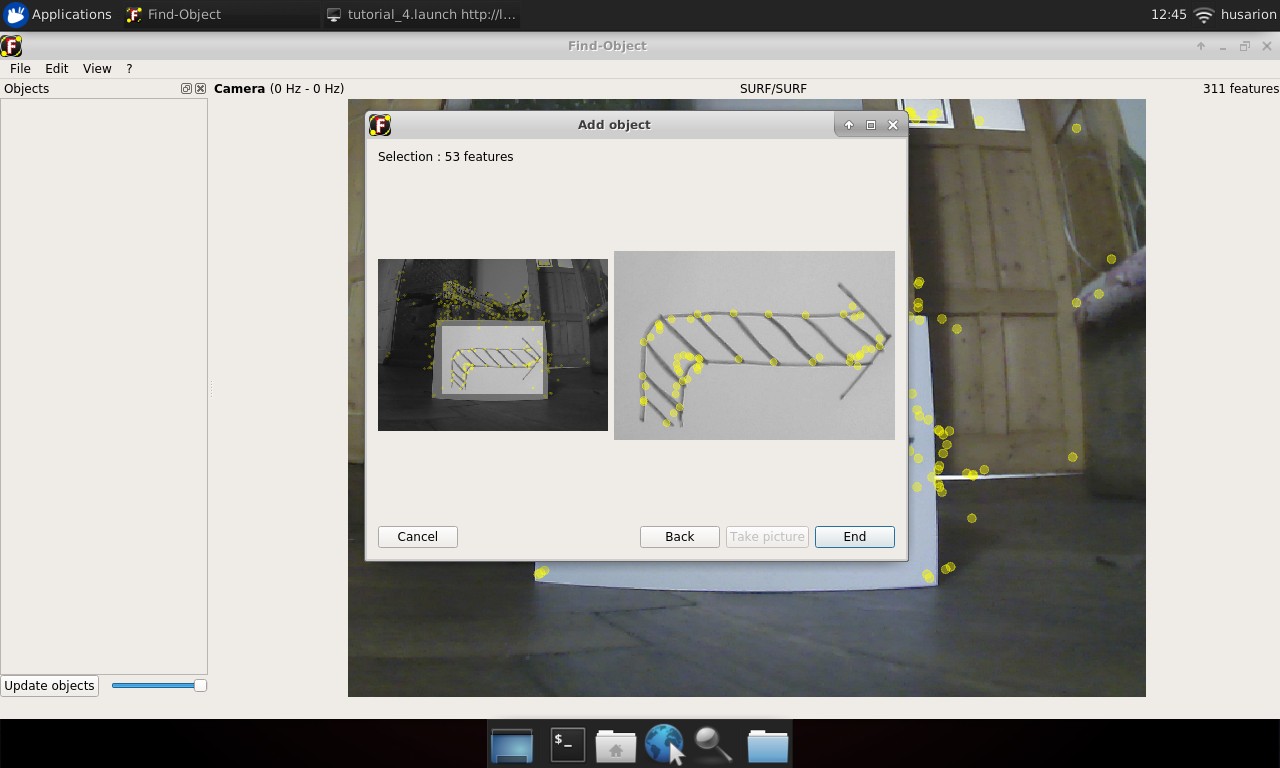 Applications
Find-Object
tutorial_4.launch http://l...
12:45
husarion
Find-Object
File
Edit
View
?
Objects
Camera (0 Hz - 0 Hz)
SURF/SURF
311 features
Add object
Selection : 53 features
Cancel
Back
Take picture
End
Update objects
$_